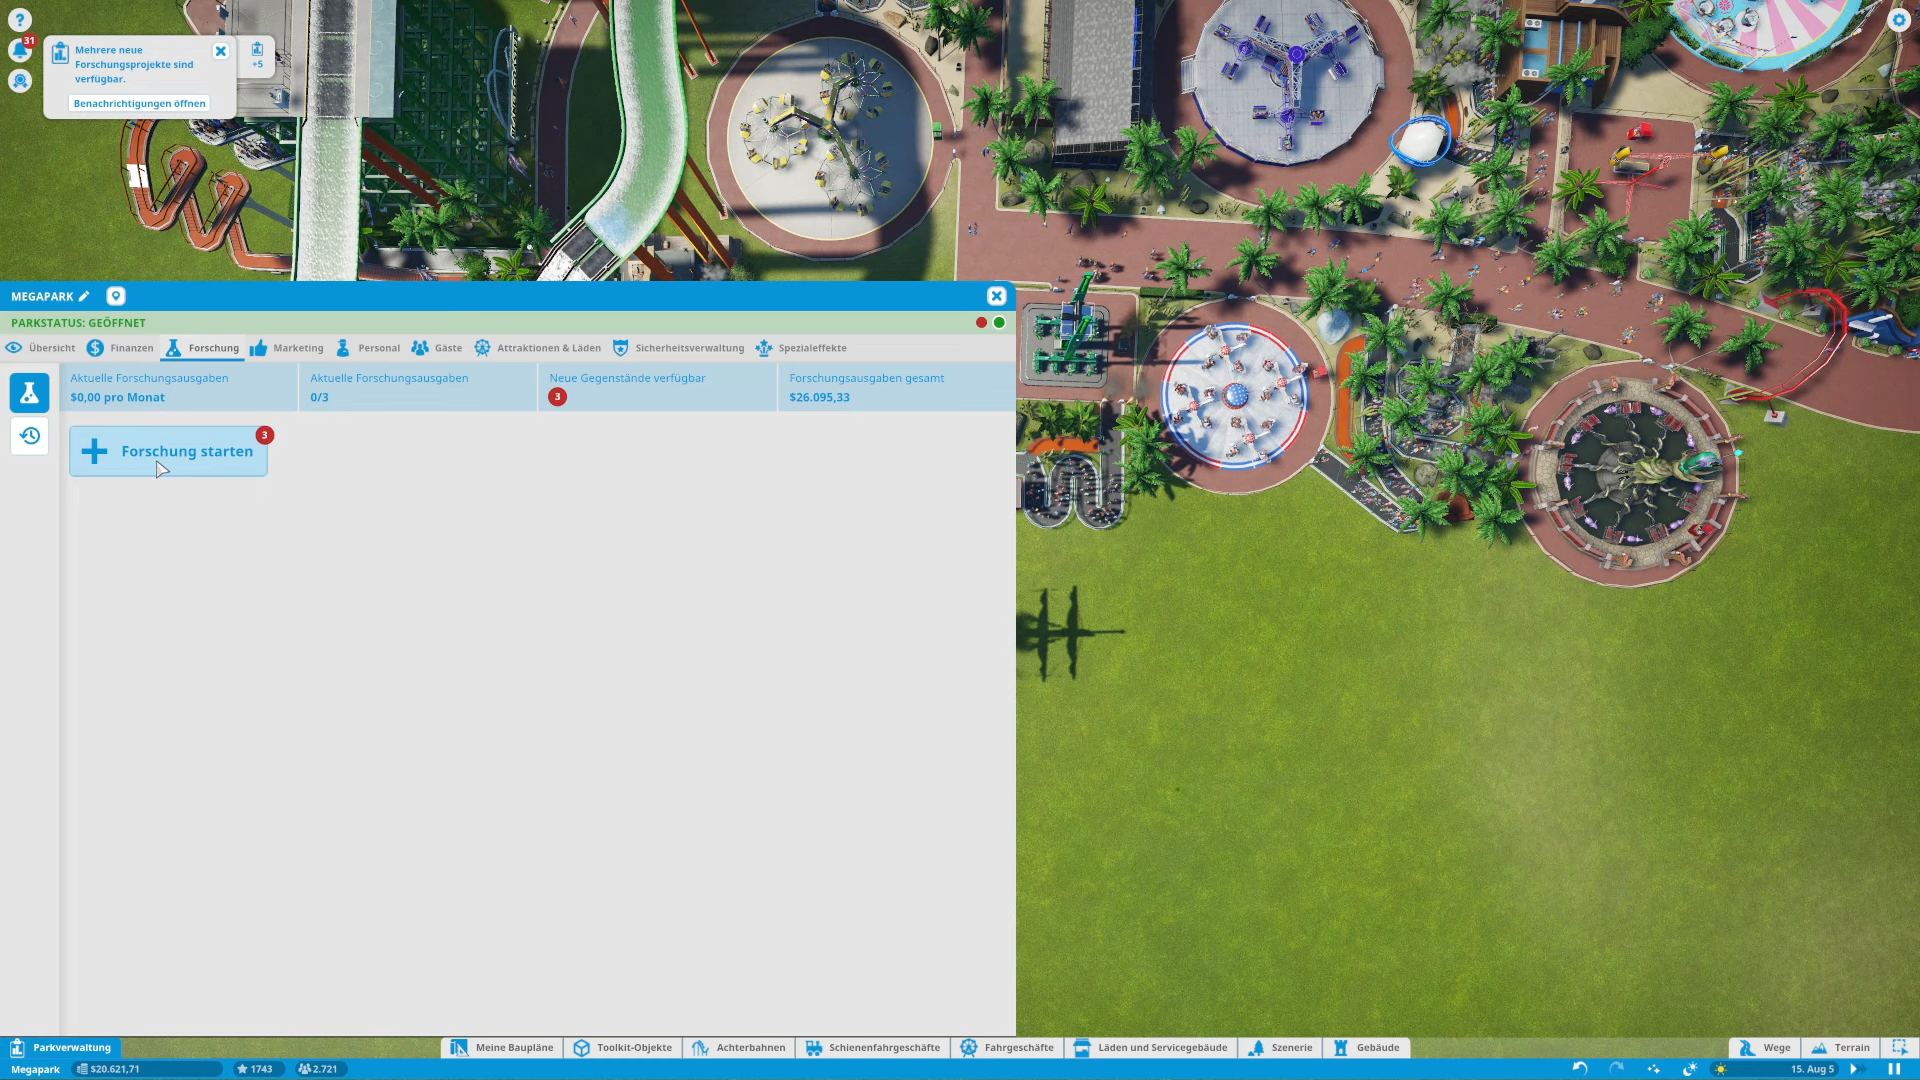 31
Mehrere neue
Forschungsprojekte sind
verfügbar.
+5
Benachrichtigungen öffnen
MEGAPARK
PARKSTATUS: GEÖFFNET
Übersicht
Finanzen
Forschung
Marketing
Personal
Gäste
Attraktionen & Läden
Sicherheitsverwaltung
Spezialeffekte
Aktuelle Forschungsausgaben
$0,00 pro Monat
Aktuelle Forschungsausgaben
0/3
Neue Gegenstände verfügbar
3
Forschungsausgaben gesamt
$26.095,33
Forschung starten
3
Parkverwaltung
Meine Baupläne
Toolkit-Objekte
Achterbahnen
Schienenfahrgeschäfte
Fahrgeschäfte
Läden und Servicegebäude
Szenerie
Gebäude
Wege
Terrain
Megapark
$20.621,71
1743
2.721
15. Aug 5